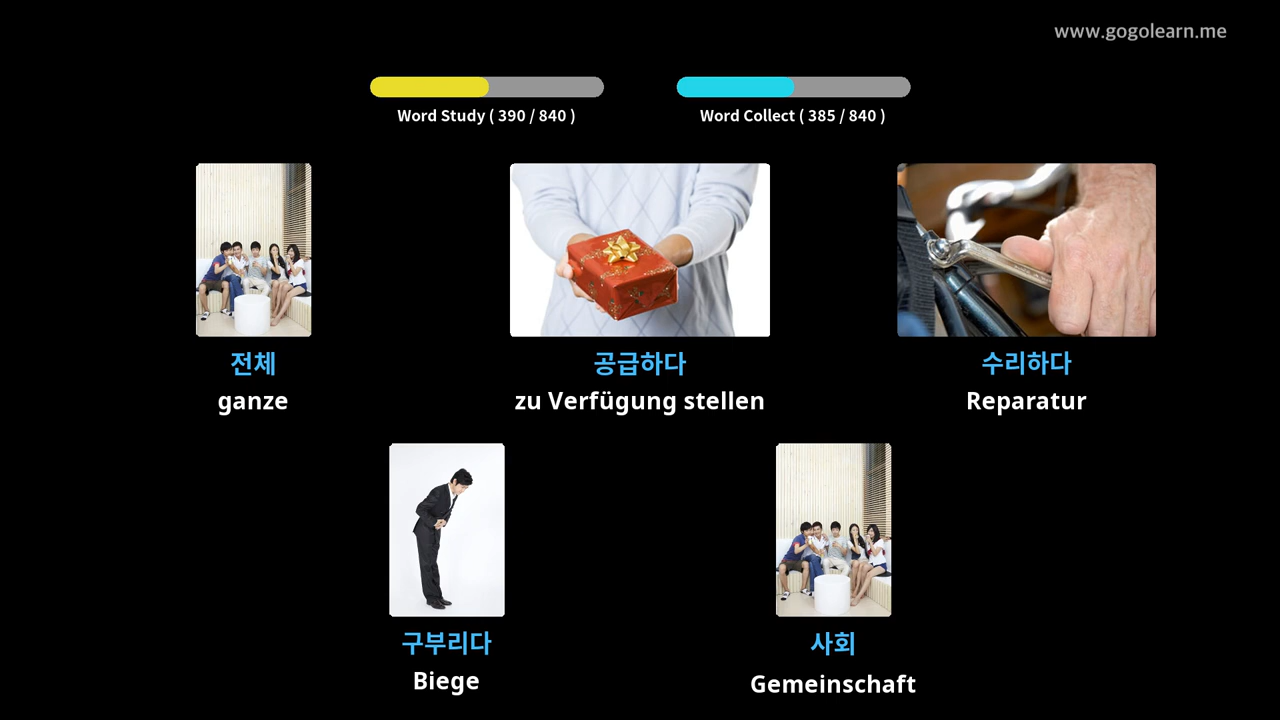 www.gogolearn.me
Word Study ( 390 / 840 )
Word Collect ( 385 / 840 )
전체
ganze
공급하다
zu Verfügung stellen
수리하다
Reparatur
구부리다
Biege
사회
Gemeinschaft